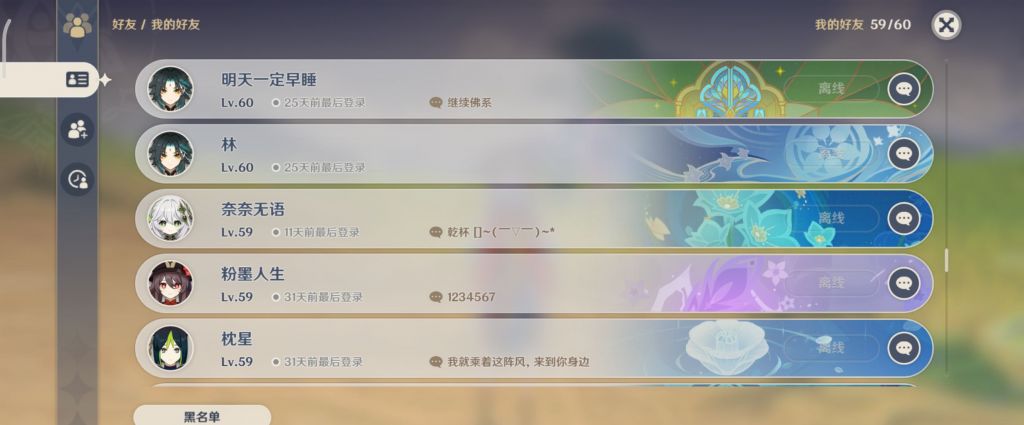 好友 / 我的好友
我的好友 59/60
明天一定早睡
离线
Lv.60 25天前最后登录 继续佛系
林
离线
Lv.60 25天前最后登录
奈奈无语
离线
Lv.59 11天前最后登录 乾杯 []~(￣▽￣)~*
粉墨人生
离线
Lv.59 31天前最后登录 1234567
枕星
离线
Lv.59 31天前最后登录 我就乘着这阵风，来到你身边
黑名单